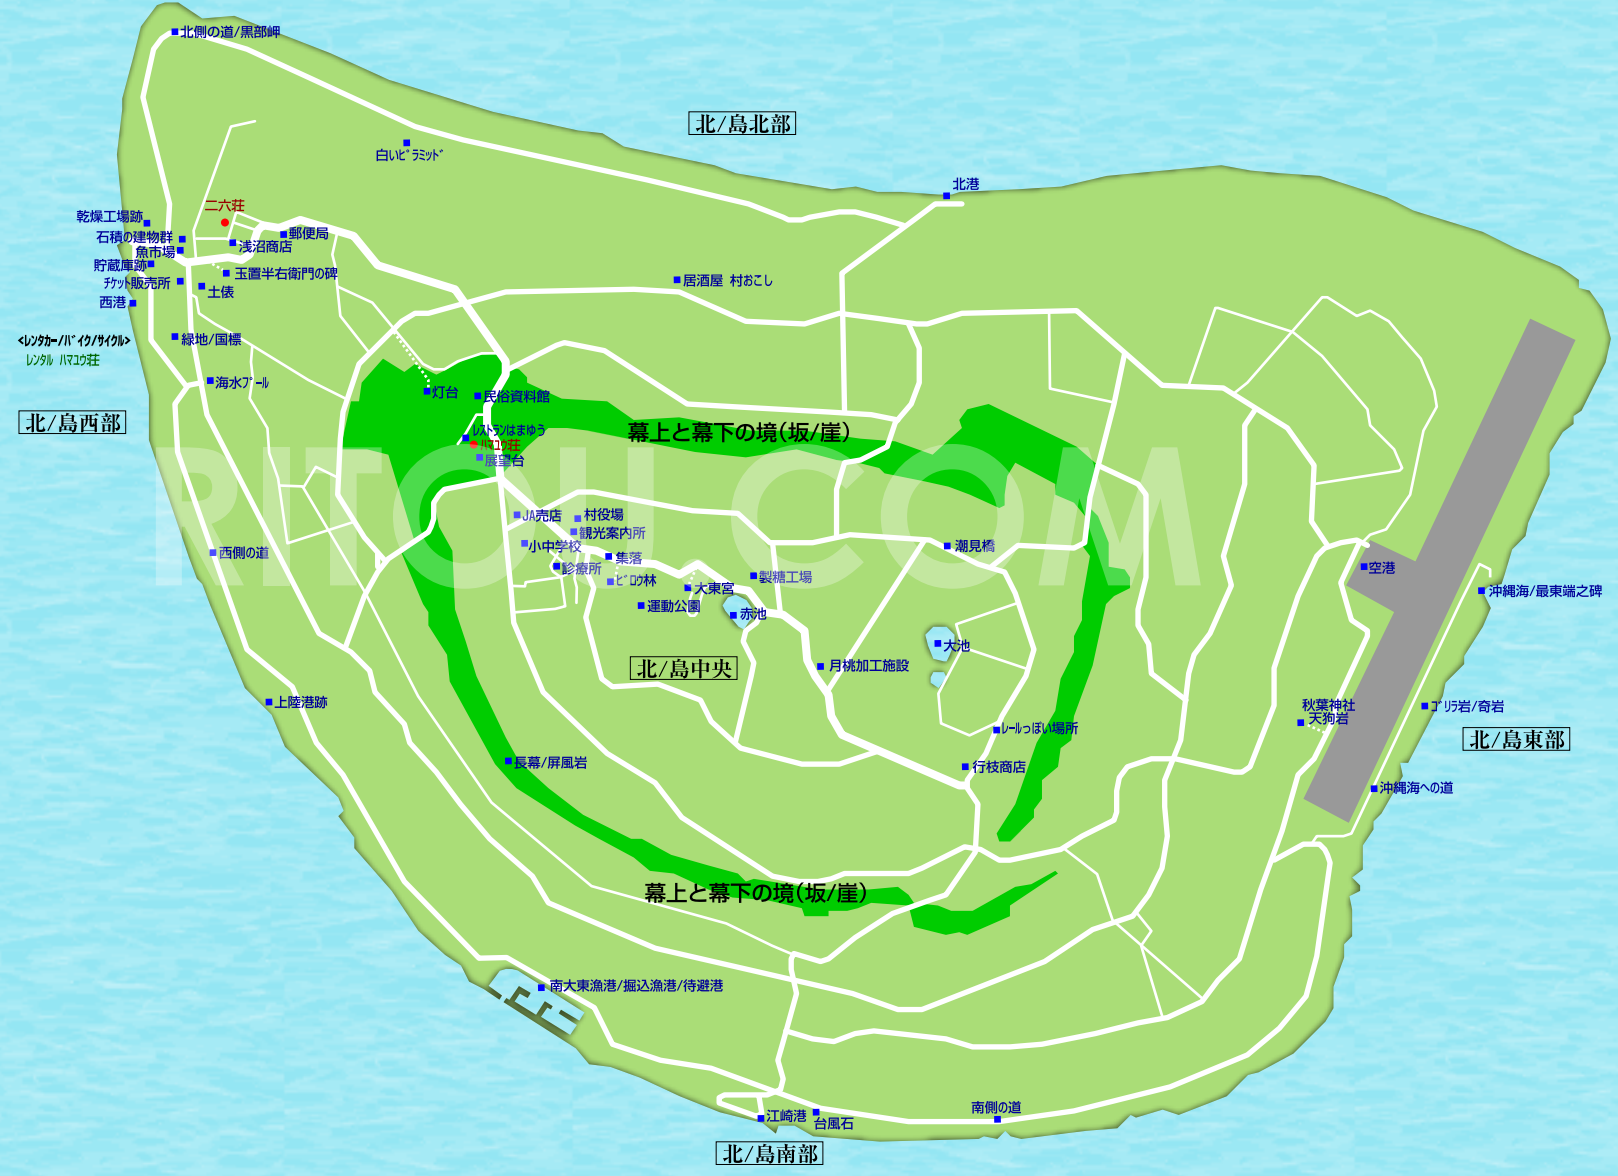 北側の道/黒部岬
北/島北部
白いﾋﾟﾗﾐｯﾄﾞ
北港
二六荘
乾燥工場跡
石積の建物群
郵便局
浅沼商店
魚市場
貯蔵庫跡
玉置半右衛門の碑
ﾁｹｯﾄ販売所
土俵
西港
居酒屋 村おこし
緑地/国標
<ﾚﾝﾀｶｰ/ﾊﾞｲｸ/ｻｲｸﾙ>
ﾚﾝﾀﾙ ﾊﾏﾕｳ荘
海水ﾌﾟｰﾙ
灯台
民俗資料館
北/島西部
ﾚｽﾄﾗﾝはまゆう
ﾊﾏﾕｳ荘
展望台
幕上と幕下の境(坂/崖)
RITOU.COM
JA売店
村役場
観光案内所
小中学校
集落
診療所
ﾋﾞﾛｳ林
大東宮
製糖工場
運動公園
赤池
潮見橋
西側の道
空港
沖縄海/最東端之碑
大池
北/島中央
月桃加工施設
上陸港跡
秋葉神社
天狗岩
ｺﾞﾘﾗ岩/奇岩
ﾚｰﾙっぽい場所
北/島東部
長幕/屏風岩
行枝商店
沖縄海への道
幕上と幕下の境(坂/崖)
南大東漁港/掘込漁港/待避港
江崎港
台風石
南側の道
北/島南部